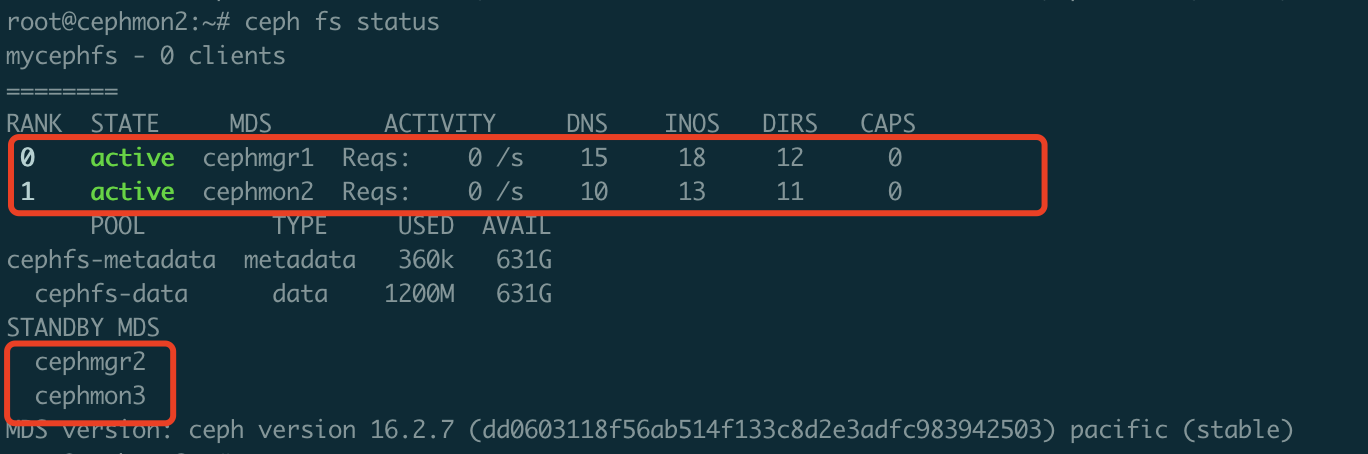 root@cephmon2:~# ceph fs status
mycephfs - 0 clients
========
RANK  STATE     MDS        ACTIVITY     DNS    INOS   DIRS   CAPS
 0    active  cephmgr1  Reqs:    0 /s    15     18     12      0
 1    active  cephmon2  Reqs:    0 /s    10     13     11      0
      POOL         TYPE     USED  AVAIL
cephfs-metadata  metadata   360k   631G
  cephfs-data      data    1200M   631G
STANDBY MDS
  cephmgr2
  cephmon3
MDS version: ceph version 16.2.7 (dd0603118f56ab514f133c8d2e3adfc983942503) pacific (stable)